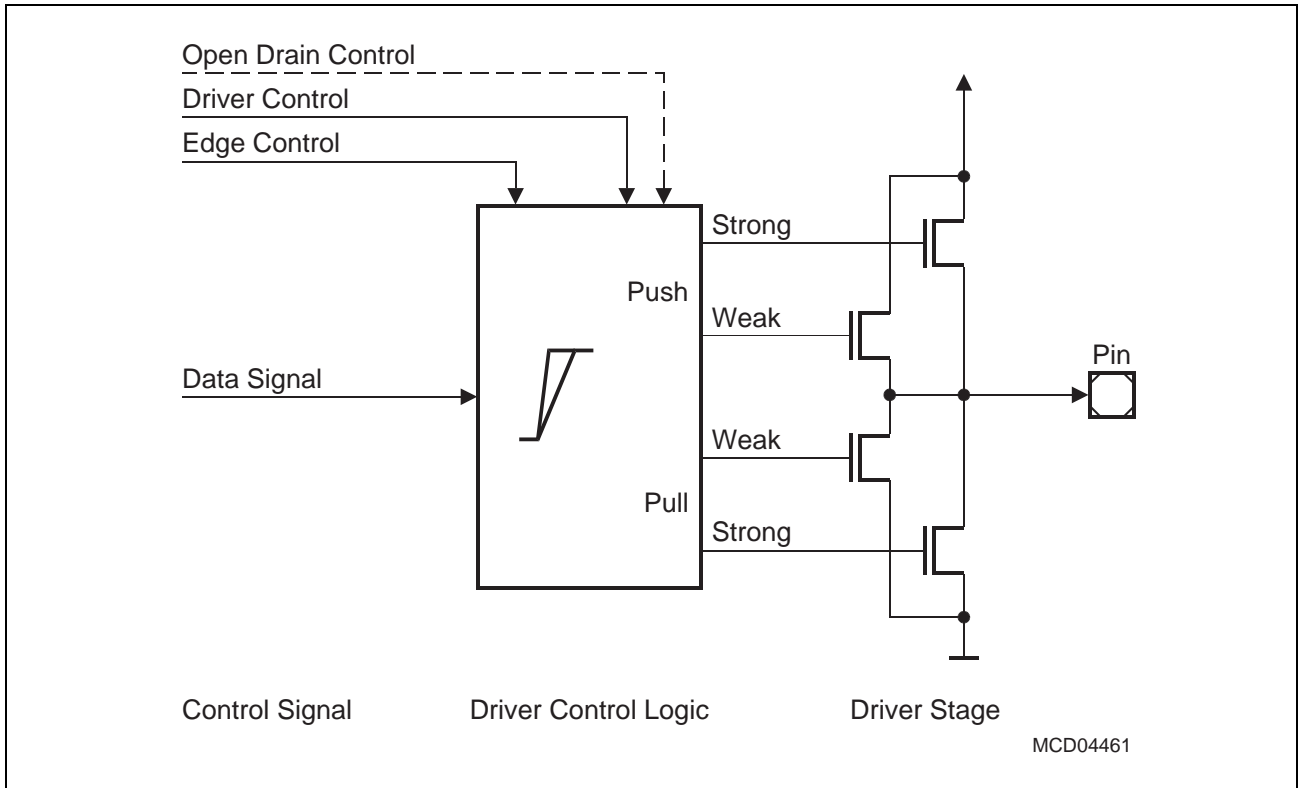 Open Drain Control
Driver Control
Edge Control
Strong
Push
Weak
Pin
Data Signal
Weak
Pull
Strong
Control Signal
Driver Control Logic
Driver Stage
MCD04461